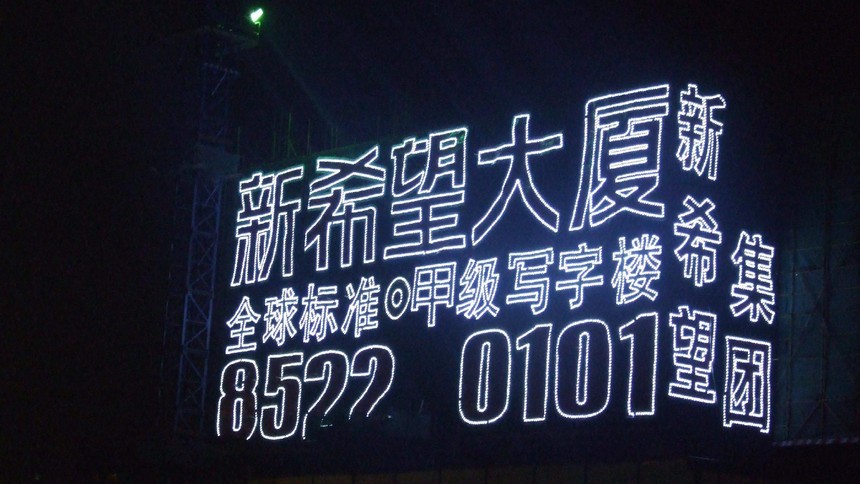 新希望大厦
全球标准⊙甲级写字楼
8522 0101
新希望
集团